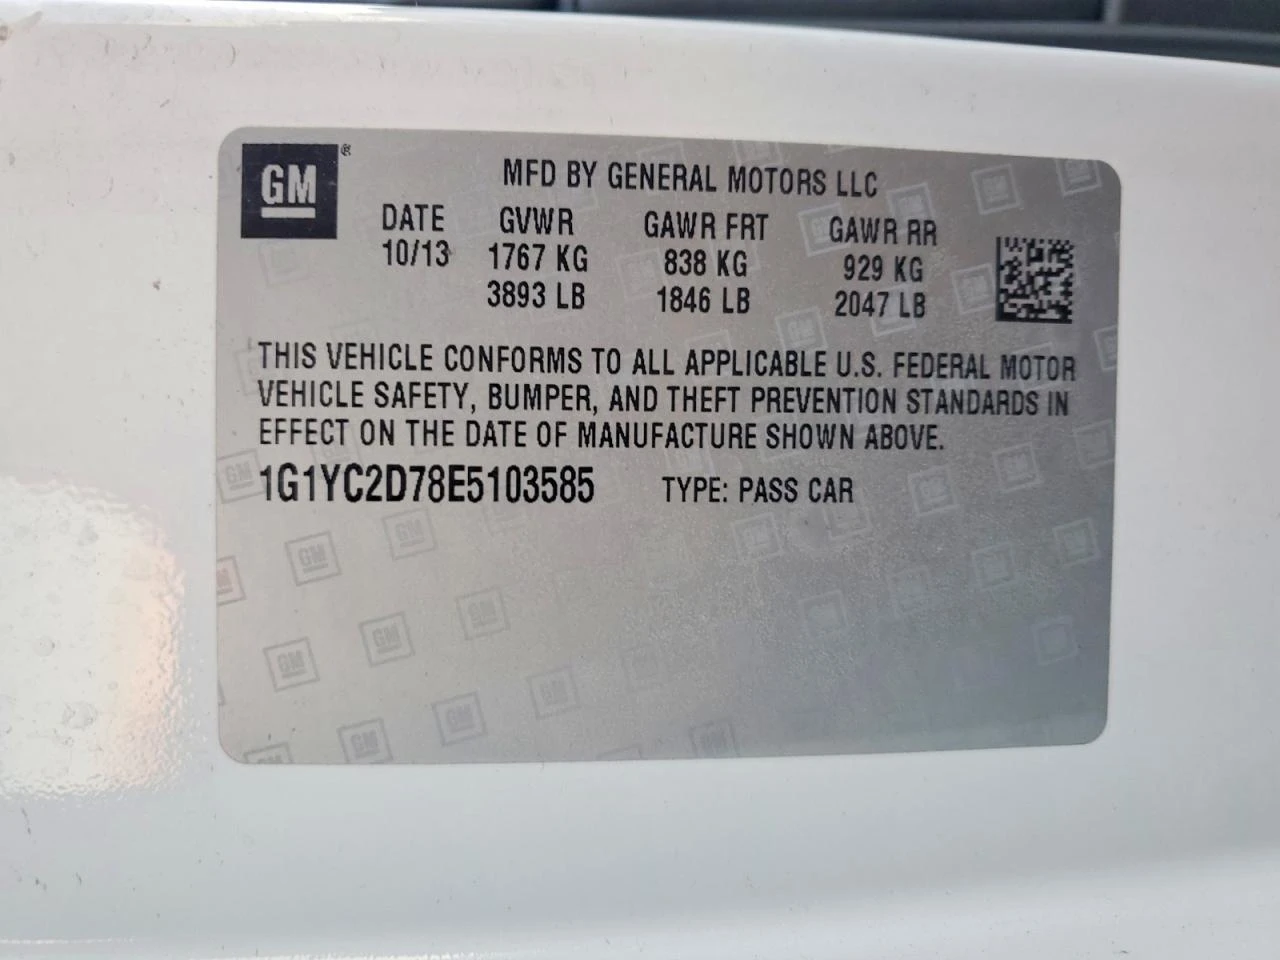 GM ®
MFD BY GENERAL MOTORS LLC
DATE GVWR GAWR FRT GAWR RR
10/13 1767 KG 838 KG 929 KG
3893 LB 1846 LB 2047 LB
THIS VEHICLE CONFORMS TO ALL APPLICABLE U.S. FEDERAL MOTOR
VEHICLE SAFETY, BUMPER, AND THEFT PREVENTION STANDARDS IN
EFFECT ON THE DATE OF MANUFACTURE SHOWN ABOVE.
1G1YC2D78E5103585 TYPE: PASS CAR